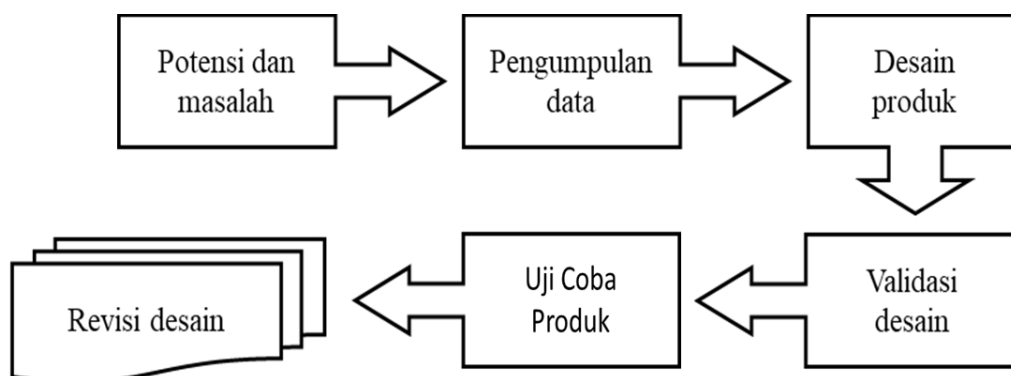 Potensi dan
masalah
Pengumpulan
data
Desain
produk
Validasi
desain
Uji Coba
Produk
Revisi desain